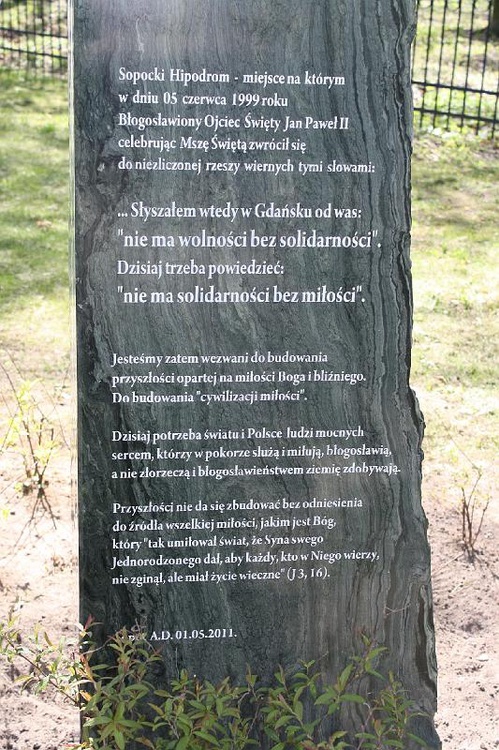 Sopocki Hipodrom - miejsce na którym
w dniu 05 czerwca 1999 roku
Błogosławiony Ojciec Święty Jan Paweł II
celebrując Mszę Świętą zwrócił się
do niezliczonej rzeszy wiernych tymi słowami:
... Słyszałem wtedy w Gdańsku od was:
"nie ma wolności bez solidarności".
Dzisiaj trzeba powiedzieć:
"nie ma solidarności bez miłości".
Jesteśmy zatem wezwani do budowania
przyszłości opartej na miłości Boga i bliźniego.
Do budowania "cywilizacji miłości".
Dzisiaj potrzeba światu i Polsce ludzi mocnych
sercem, którzy w pokorze służą i miłują, błogosławią,
a nie złorzeczą i błogosławieństwem ziemię zdobywają.
Przyszłości nie da się zbudować bez odniesienia
do źródła wszelkiej miłości, jakim jest Bóg,
który "tak umiłował świat, że Syna swego
Jednorodzonego dał, aby każdy, kto w Niego wierzy,
nie zginął, ale miał życie wieczne" (J 3, 16).
A.D. 01.05.2011.